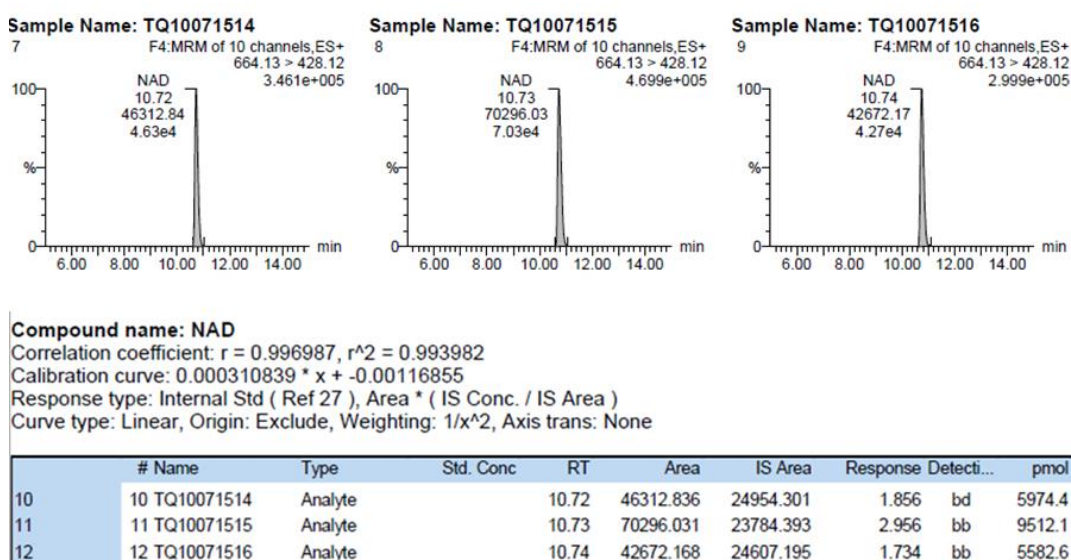 Sample Name: TQ10071514
7
F4:MRM of 10 channels,ES+
664.13 > 428.12
3.461e+005
NAD
10.72
46312.84
4.63e4
100
%
0
6.00 8.00 10.00 12.00 14.00
min
Sample Name: TQ10071515
8
F4:MRM of 10 channels,ES+
664.13 > 428.12
4.699e+005
NAD
10.73
70296.03
7.03e4
100
%
0
6.00 8.00 10.00 12.00 14.00
min
Sample Name: TQ10071516
9
F4:MRM of 10 channels,ES+
664.13 > 428.12
2.999e+005
NAD
10.74
42672.17
4.27e4
100
%
0
6.00 8.00 10.00 12.00 14.00
min
Compound name: NAD
Correlation coefficient: r = 0.996987, r^2 = 0.993982
Calibration curve: 0.000310839 * x + -0.00116855
Response type: Internal Std ( Ref 27 ), Area * ( IS Conc. / IS Area )
Curve type: Linear, Origin: Exclude, Weighting: 1/x^2, Axis trans: None
# Name Type Std. Conc RT Area IS Area Response Detecti... pmol
10 10 TQ10071514 Analyte 10.72 46312.836 24954.301 1.856 bd 5974.4
11 11 TQ10071515 Analyte 10.73 70296.031 23784.393 2.956 bb 9512.1
12 12 TQ10071516 Analyte 10.74 42672.168 24607.195 1.734 bb 5582.6